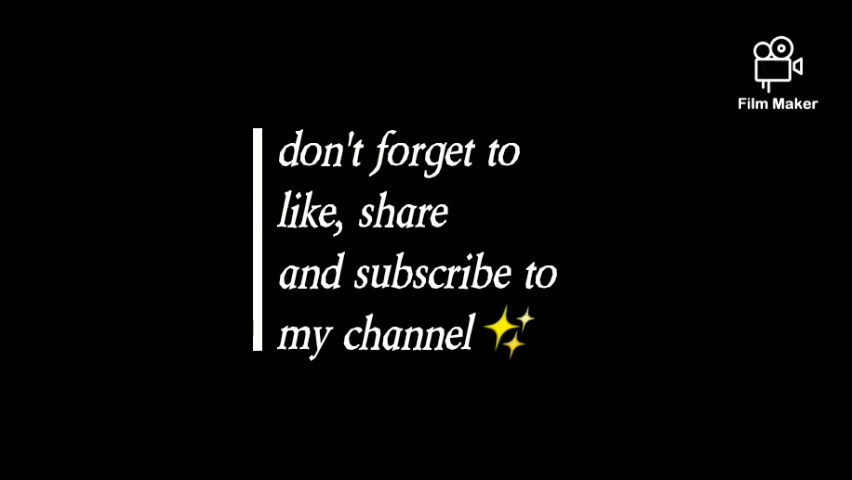 Film Maker
don't forget to
like, share
and subscribe to
my channel ✨